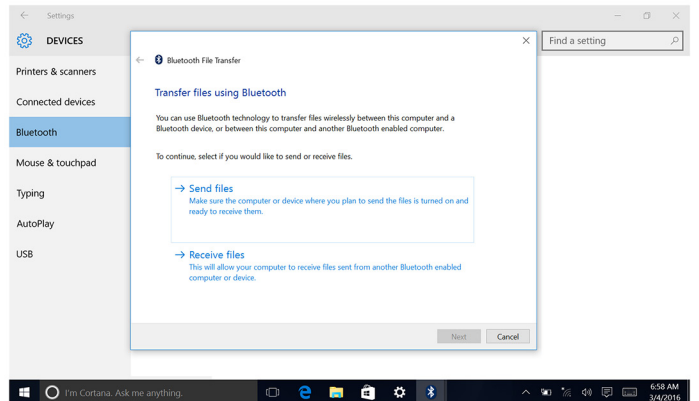 Settings
DEVICES
Find a setting
Printers & scanners
Connected devices
Bluetooth
Mouse & touchpad
Typing
AutoPlay
USB
Bluetooth File Transfer
Transfer files using Bluetooth
You can use Bluetooth technology to transfer files wirelessly between this computer and a
Bluetooth device, or between this computer and another Bluetooth enabled computer.
To continue, select if you would like to send or receive files.
Send files
Make sure the computer or device where you plan to send the files is turned on and
ready to receive them.
Receive files
This will allow your computer to receive files sent from another Bluetooth enabled
computer or device.
Next
Cancel
I'm Cortana. Ask me anything.
6:58 AM
3/4/2016